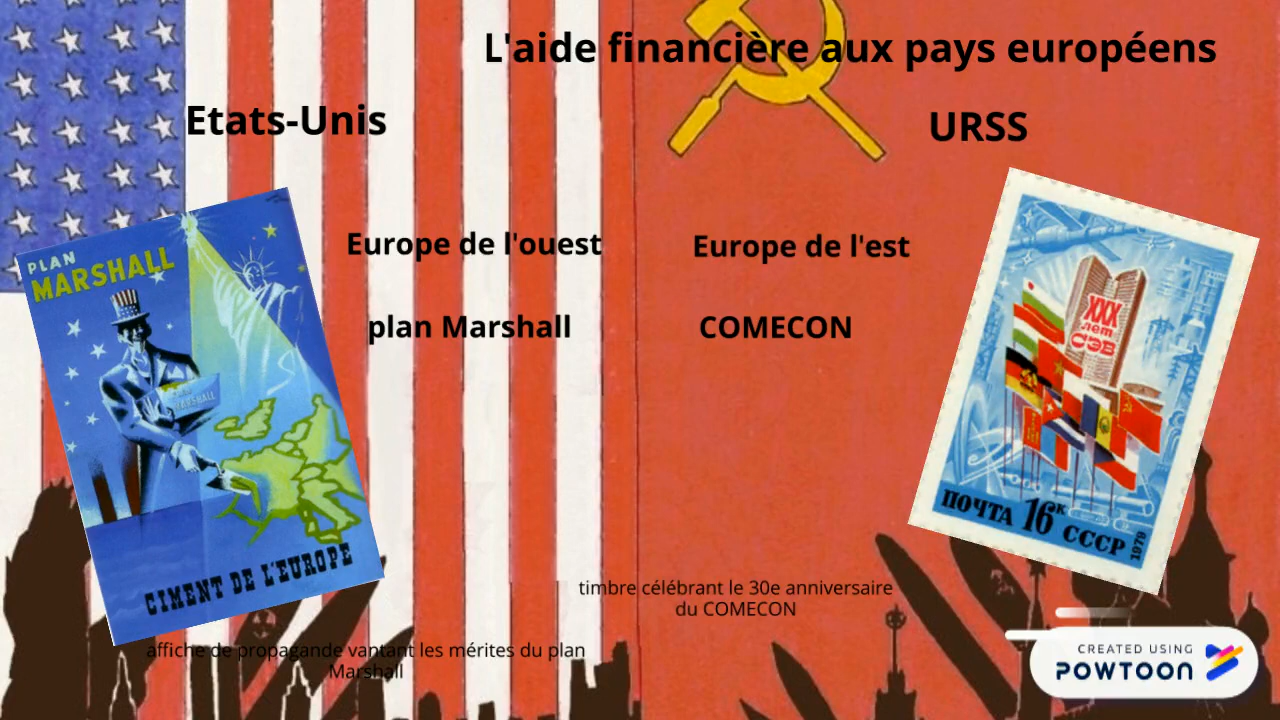 L'aide financière aux pays européens
Etats-Unis
URSS
Europe de l'ouest
Europe de l'est
plan Marshall
COMECON
PLAN
MARSHALL
MARSHALL
CIMENT DE L'EUROPE
XXX
лет
СЭВ
ПОЧТА 16к СССР 1979
timbre célébrant le 30e anniversaire
du COMECON
affiche de propagande vantant les mérites du plan
Marshall
CREATED USING
POWTOON